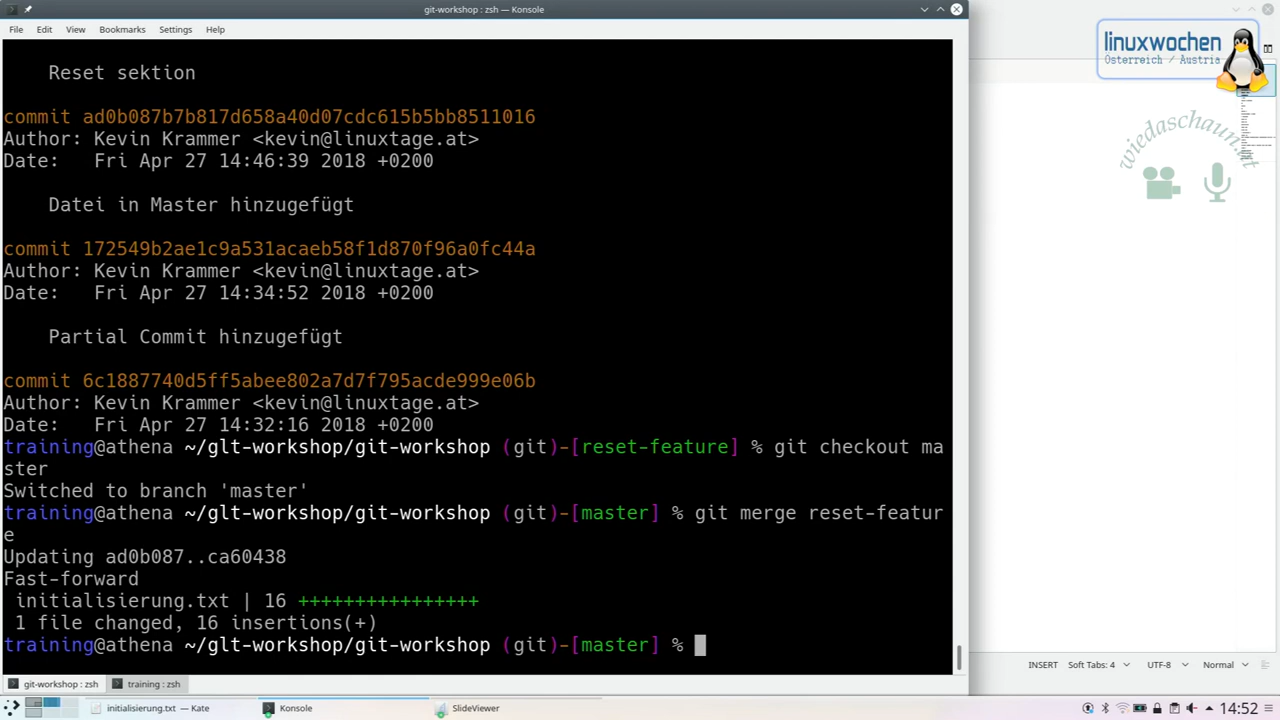 git-workshop : zsh — Konsole
File Edit View Bookmarks Settings Help
linuxwochen
Österreich / Austria
wiedaschaun.net
Reset sektion
commit ad0b087b7b817d658a40d07cdc615b5bb8511016
Author: Kevin Krammer <kevin@linuxtage.at>
Date:   Fri Apr 27 14:46:39 2018 +0200
Datei in Master hinzugefügt
commit 172549b2ae1c9a531acaeb58f1d870f96a0fc44a
Author: Kevin Krammer <kevin@linuxtage.at>
Date:   Fri Apr 27 14:34:52 2018 +0200
Partial Commit hinzugefügt
commit 6c1887740d5ff5abee802a7d7f795acde999e06b
Author: Kevin Krammer <kevin@linuxtage.at>
Date:   Fri Apr 27 14:32:16 2018 +0200
training@athena ~/glt-workshop/git-workshop (git)-[reset-feature] % git checkout ma
ster
Switched to branch 'master'
training@athena ~/glt-workshop/git-workshop (git)-[master] % git merge reset-featur
e
Updating ad0b087..ca60438
Fast-forward
initialisierung.txt | 16 ++++++++++++++++
1 file changed, 16 insertions(+)
training@athena ~/glt-workshop/git-workshop (git)-[master] %
INSERT Soft Tabs: 4 UTF-8 Normal
git-workshop : zsh training : zsh
initialisierung.txt — Kate Konsole SlideViewer 14:52